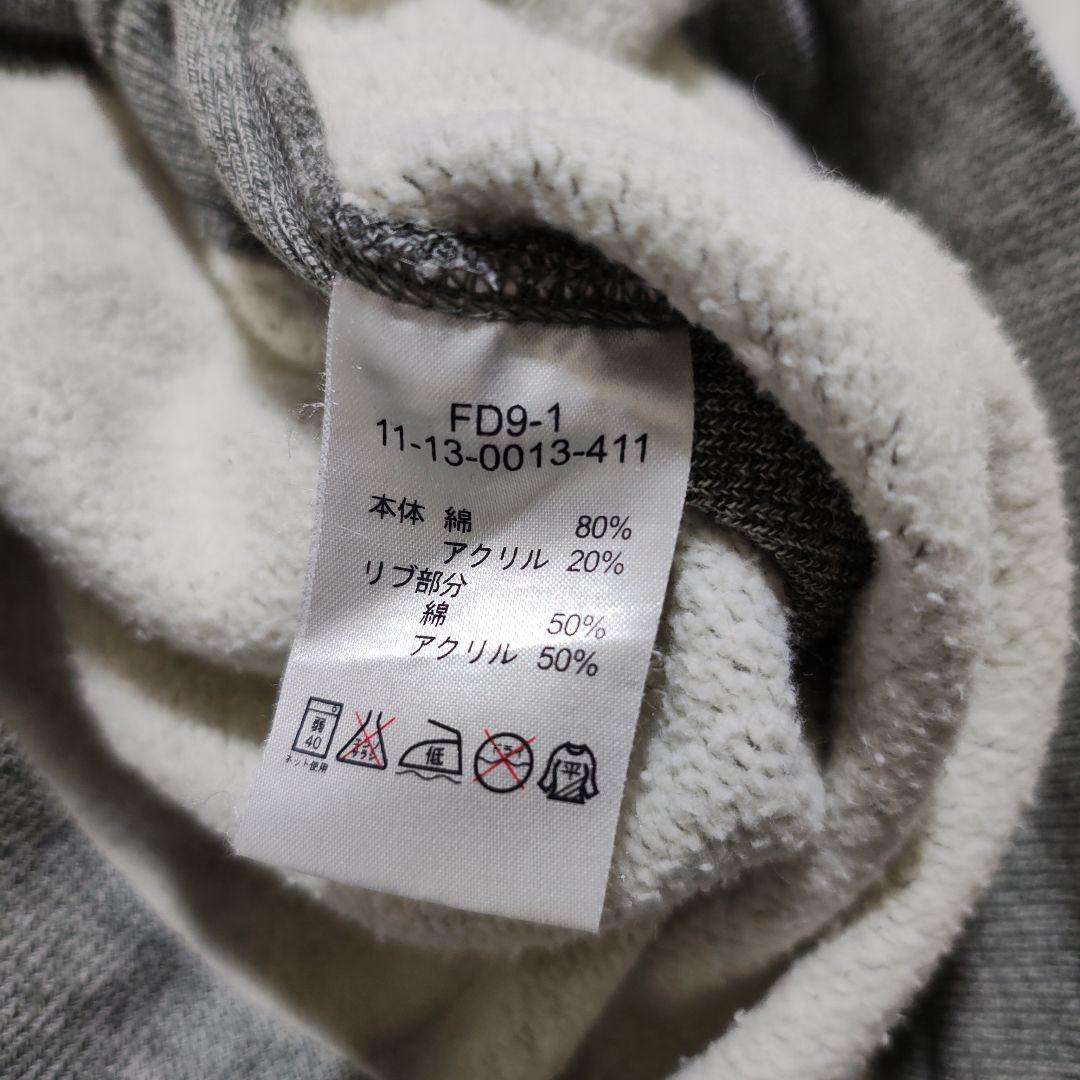 FD9-1
11-13-0013-411
本体 綿 80%
アクリル 20%
リブ部分
綿 50%
アクリル 50%
弱
40
ネット使用
低
平